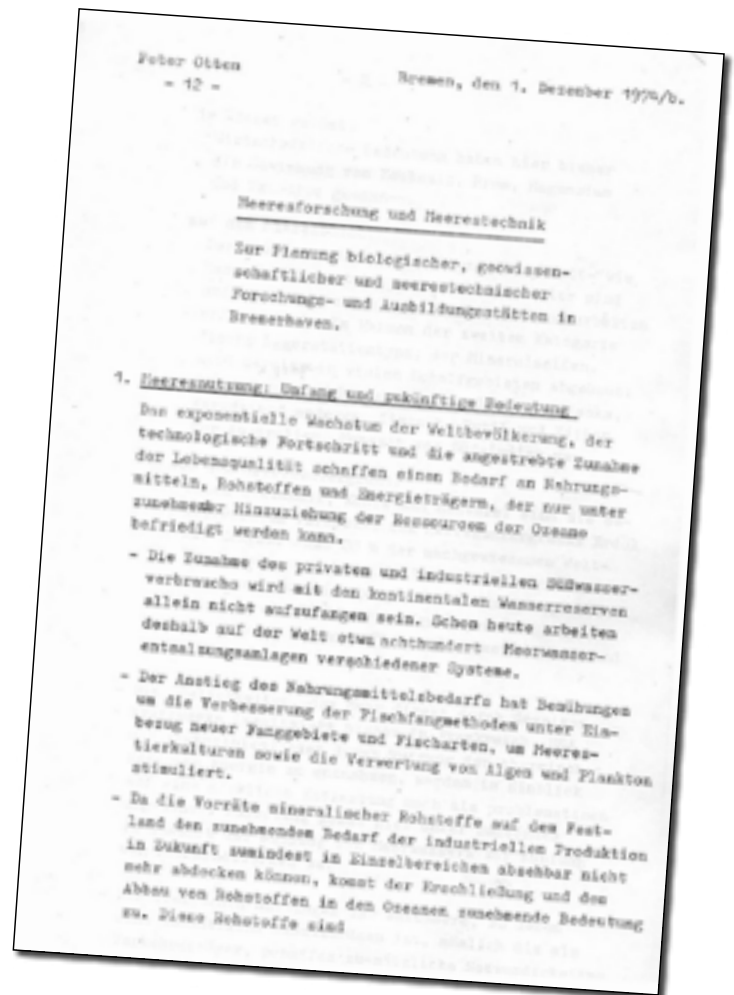 Peter Otten
- 12 -
Bremen, den 1. Dezember 1974/b.
Meeresforschung und Meerestechnik
Zur Planung biologischer, geowissen-
schaftlicher und meerestechnischer
Forschungs- und Ausbildungsstätten in
Bremerhaven.
1. Meeresnutzung: Umfang und zukünftige Bedeutung
Das exponentielle Wachstum der Weltbevölkerung, der
technologische Fortschritt und die angestrebte Zunahme
der Lebensqualität schaffen einen Bedarf an Nahrungs-
mitteln, Rohstoffen und Energieträgern, der nur unter
zunehmender Hinzuziehung der Ressourcen der Ozeane
befriedigt werden kann.
- Die Zunahme des privaten und industriellen Süßwasser-
verbrauchs wird mit den kontinentalen Wasserreserven
allein nicht aufzufangen sein. Schon heute arbeiten
deshalb auf der Welt etwa achthundert Meerwasser-
entsalzungsanlagen verschiedener Systeme.
- Der Anstieg des Nahrungsmittelsbedarfs hat Bemühungen
um die Verbesserung der Fischfangmethoden unter Ein-
bezug neuer Fanggebiete und Fischarten, um Meeres-
tierkulturen sowie die Verwertung von Algen und Plankton
stimuliert.
- Da die Vorräte mineralischer Rohstoffe auf dem Fest-
land den zunehmenden Bedarf der industriellen Produktion
in Zukunft zumindest in Einzelbereichen absehbar nicht
mehr abdecken können, kommt der Erschließung und dem
Abbau von Rohstoffen in den Ozeanen zunehmende Bedeutung
zu. Diese Rohstoffe sind